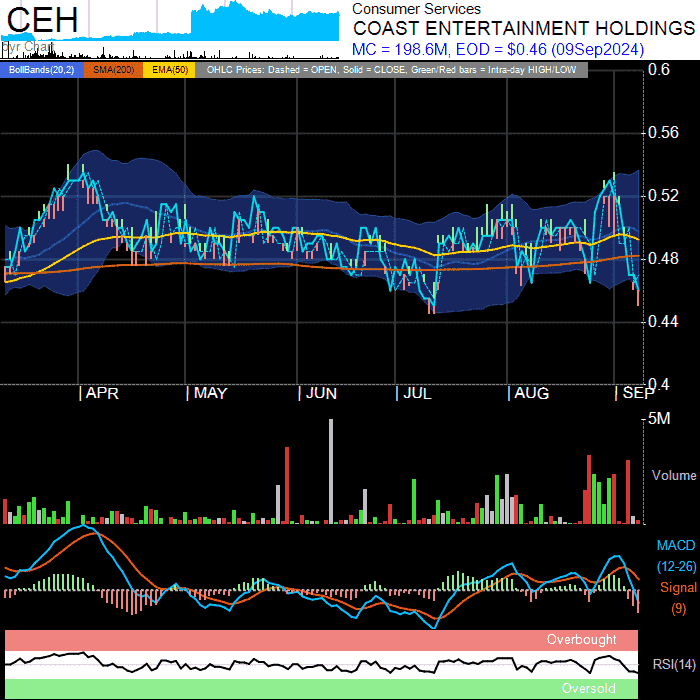 CEH
Consumer Services
COAST ENTERTAINMENT HOLDINGS
MC = 198.6M, EOD = $0.46 (09Sep2024)
5yr Chart
BollBands(20,2) SMA(200) EMA(50) OHLC Prices: Dashed = OPEN, Solid = CLOSE, Green/Red bars = Intra-day HIGH/LOW
0.6
0.56
0.52
0.48
0.44
0.4
APR MAY JUN JUL AUG SEP
5M
Volume
MACD
(12-26)
Signal
(9)
Overbought
RSI(14)
Oversold